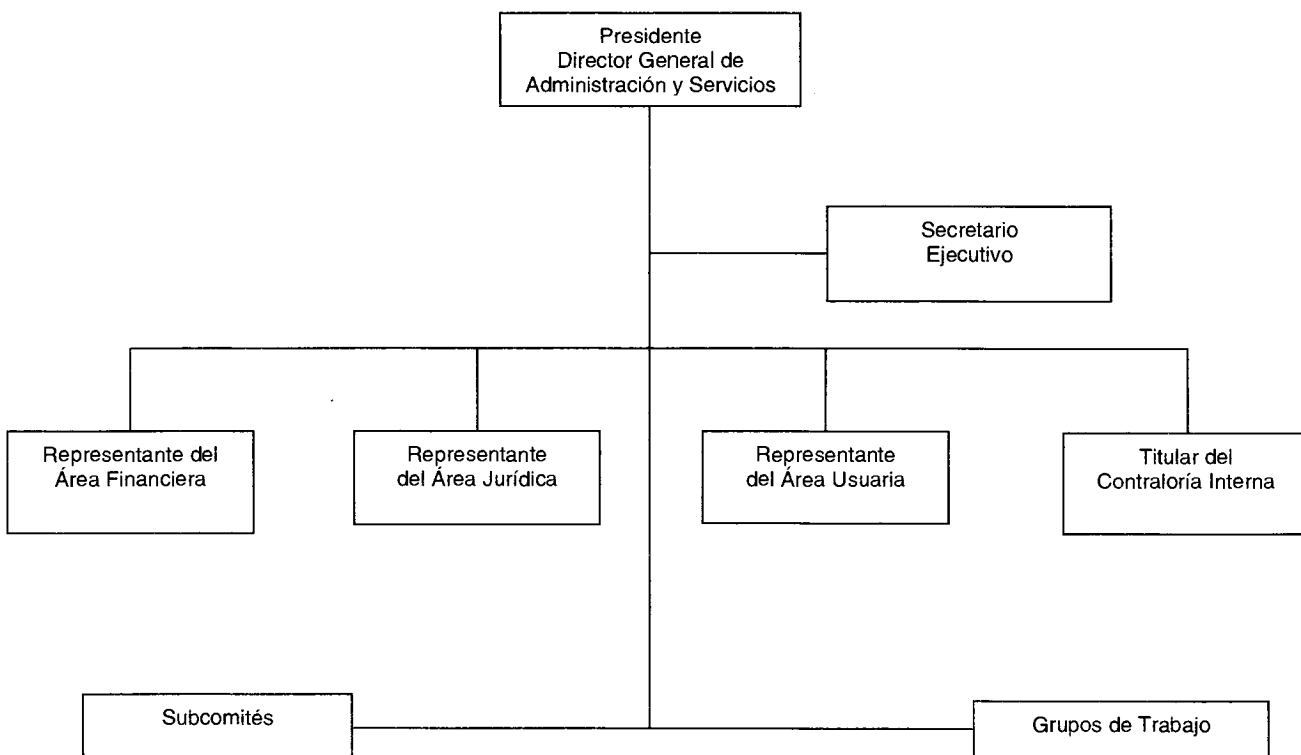 Presidente
Director General de
Administración y Servicios
Secretario
Ejecutivo
Representante del
Área Financiera
Representante
del Área Jurídica
Representante
del Área Usuaria
Titular del
Contraloría Interna
Subcomités
Grupos de Trabajo